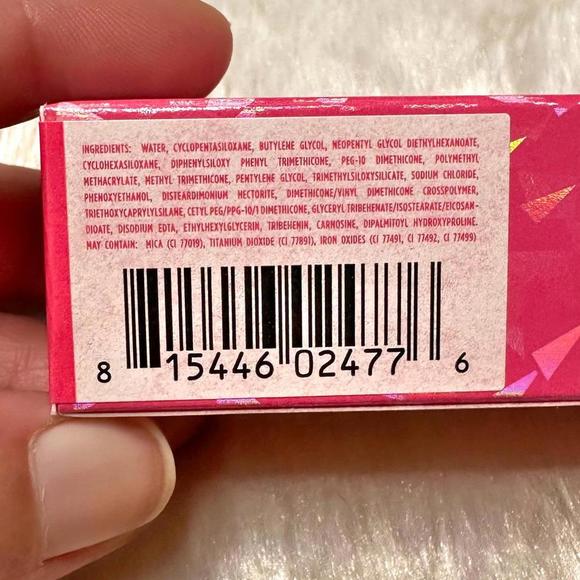 INGREDIENTS: WATER, CYCLOPENTASILOXANE, BUTYLENE GLYCOL, NEOPENTYL GLYCOL DIETHYLHEXANOATE,
CYCLOHEXASILOXANE, DIPHENYLSILOXY PHENYL TRIMETHICONE, PEG-10 DIMETHICONE, POLYMETHYL
METHACRYLATE, METHYL TRIMETHICONE, PENTYLENE GLYCOL, TRIMETHYLSILOXYSILICATE, SODIUM CHLORIDE,
PHENOXYETHANOL, DISTEARDIMONIUM HECTORITE, DIMETHICONE/VINYL DIMETHICONE CROSSPOLYMER,
TRIETHOXYCAPRYLYLSILANE, CETYL PEG/PPG-10/1 DIMETHICONE, GLYCERYL TRIBEHENATE/ISOSTEARATE/EICOSAN-
DIOATE, DISODIUM EDTA, ETHYLHEXYLGLYCERIN, TRIBEHENIN, CARNOSINE, DIPALMITOYL HYDROXYPROLINE.
MAY CONTAIN: MICA (CI 77019), TITANIUM DIOXIDE (CI 77891), IRON OXIDES (CI 77491, CI 77492, CI 77499)
8 15446 02477 6